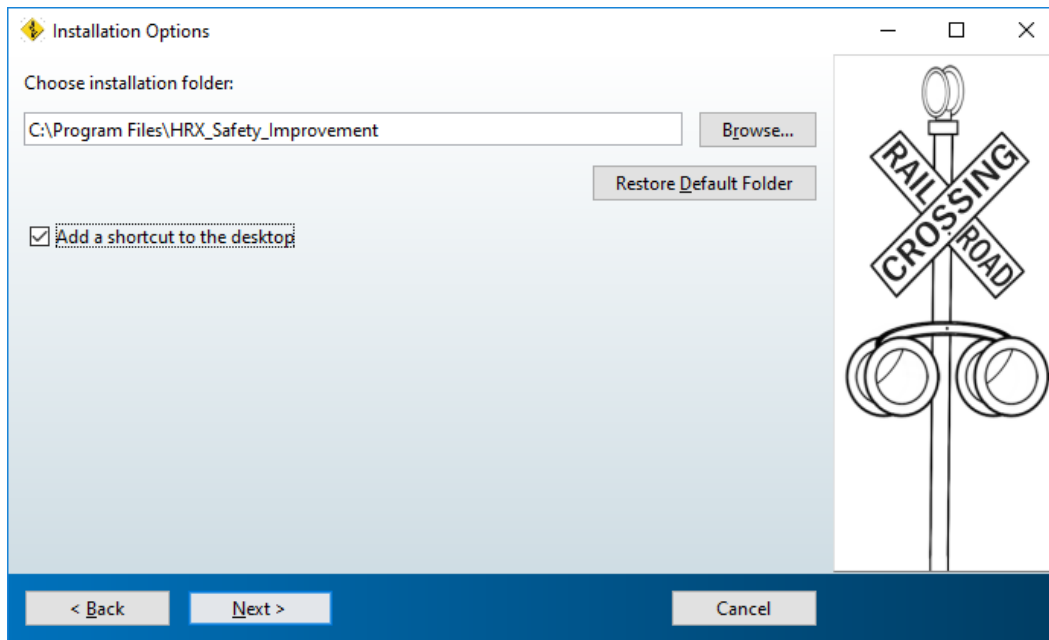 Installation Options
Choose installation folder:
C:\Program Files\HRX_Safety_Improvement
Browse...
Restore Default Folder
Add a shortcut to the desktop
RAIL ROAD
CROSSING
< Back
Next >
Cancel